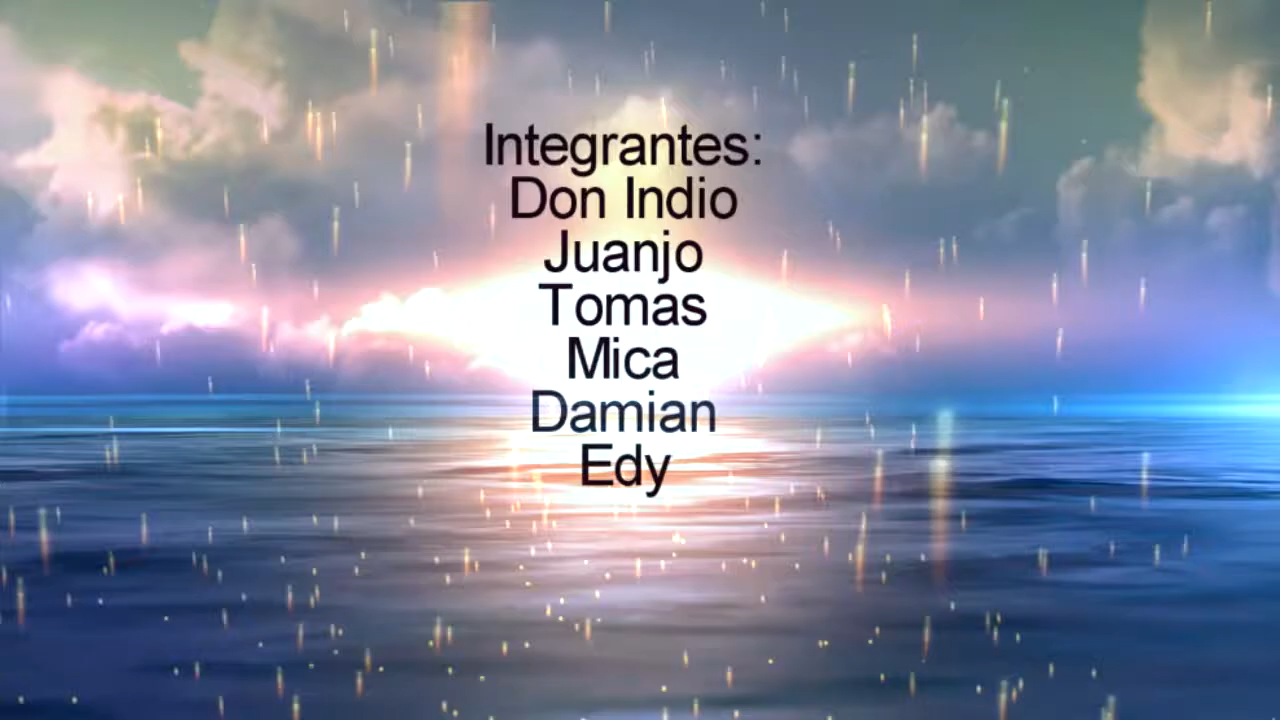 Integrantes:
Don Indio
Juanjo
Tomas
Mica
Damian
Edy